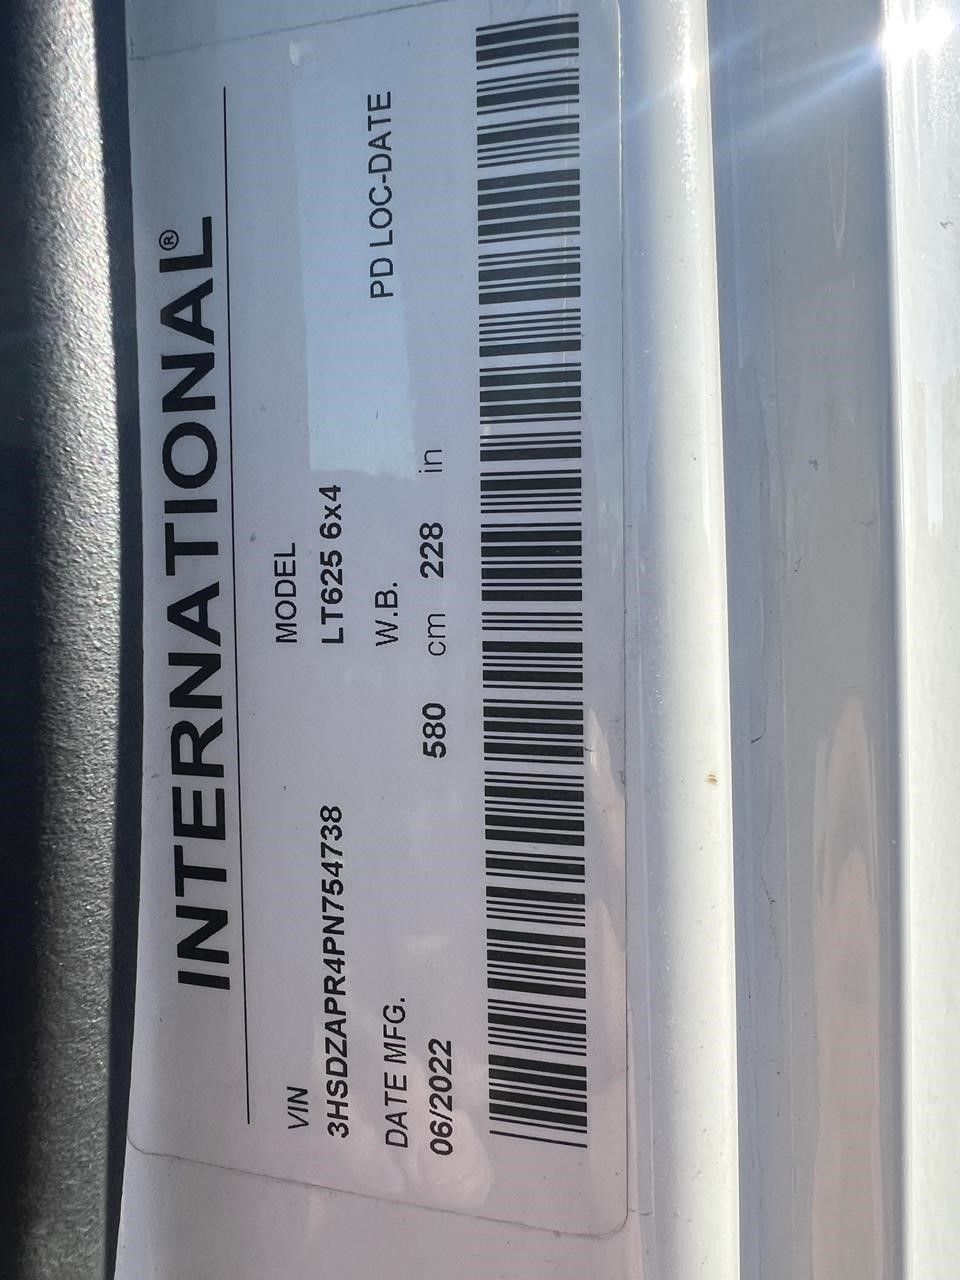 INTERNATIONAL®
VIN MODEL
3HSDZAPR4PN754738 LT625 6x4
DATE MFG. W.B. PD LOC-DATE
06/2022 580 cm 228 in